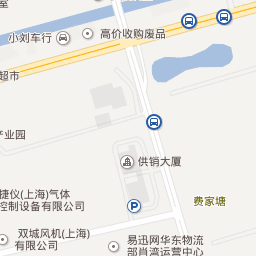 室
小刘车行
高价收购废品
超市
产业园
供销大厦
捷仪(上海)气体
控制设备有限公司
费家塘
双城风机(上海)
有限公司
易迅网华东物流
部肖湾运营中心